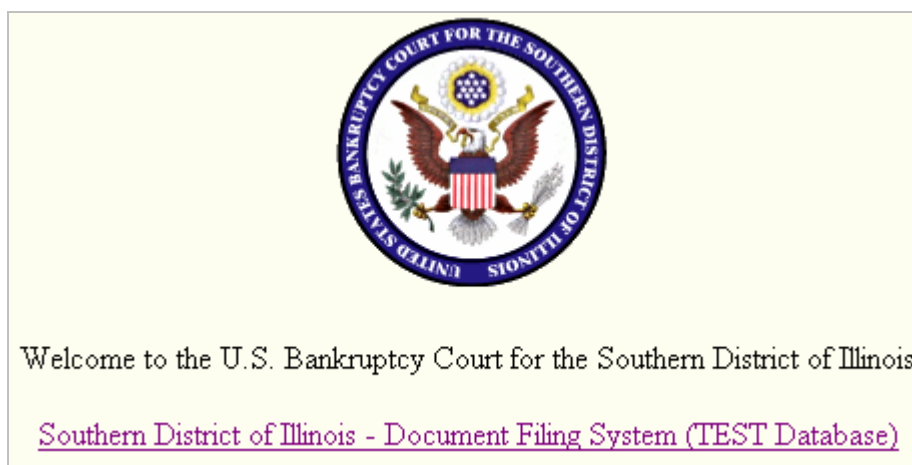 UNITED STATES BANKRUPTCY COURT FOR THE SOUTHERN DISTRICT OF ILLINOIS
Welcome to the U.S. Bankruptcy Court for the Southern District of Illinois
Southern District of Illinois - Document Filing System (TEST Database)